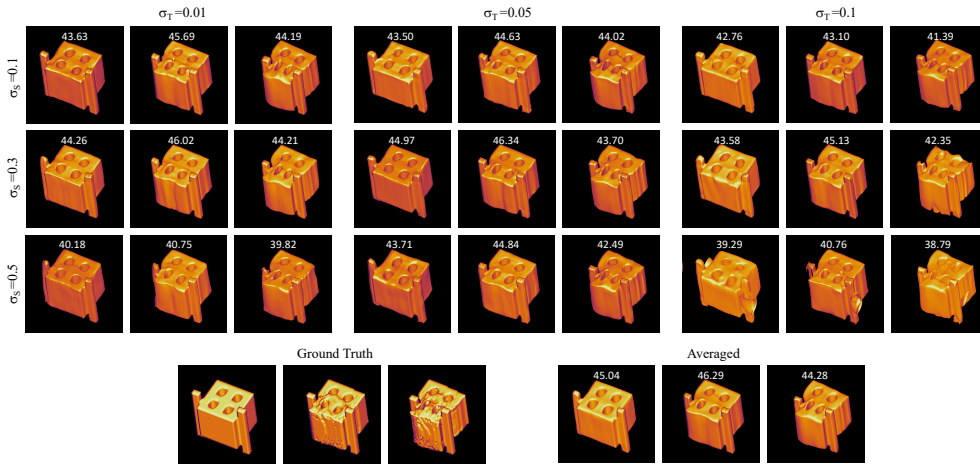 σT=0.01 σT=0.05 σT=0.1
σS=0.1
43.63 45.69 44.19 43.50 44.63 44.02 42.76 43.10 41.39
σS=0.3
44.26 46.02 44.21 44.97 46.34 43.70 43.58 45.13 42.35
σS=0.5
40.18 40.75 39.82 43.71 44.84 42.49 39.29 40.76 38.79
Ground Truth Averaged
45.04 46.29 44.28